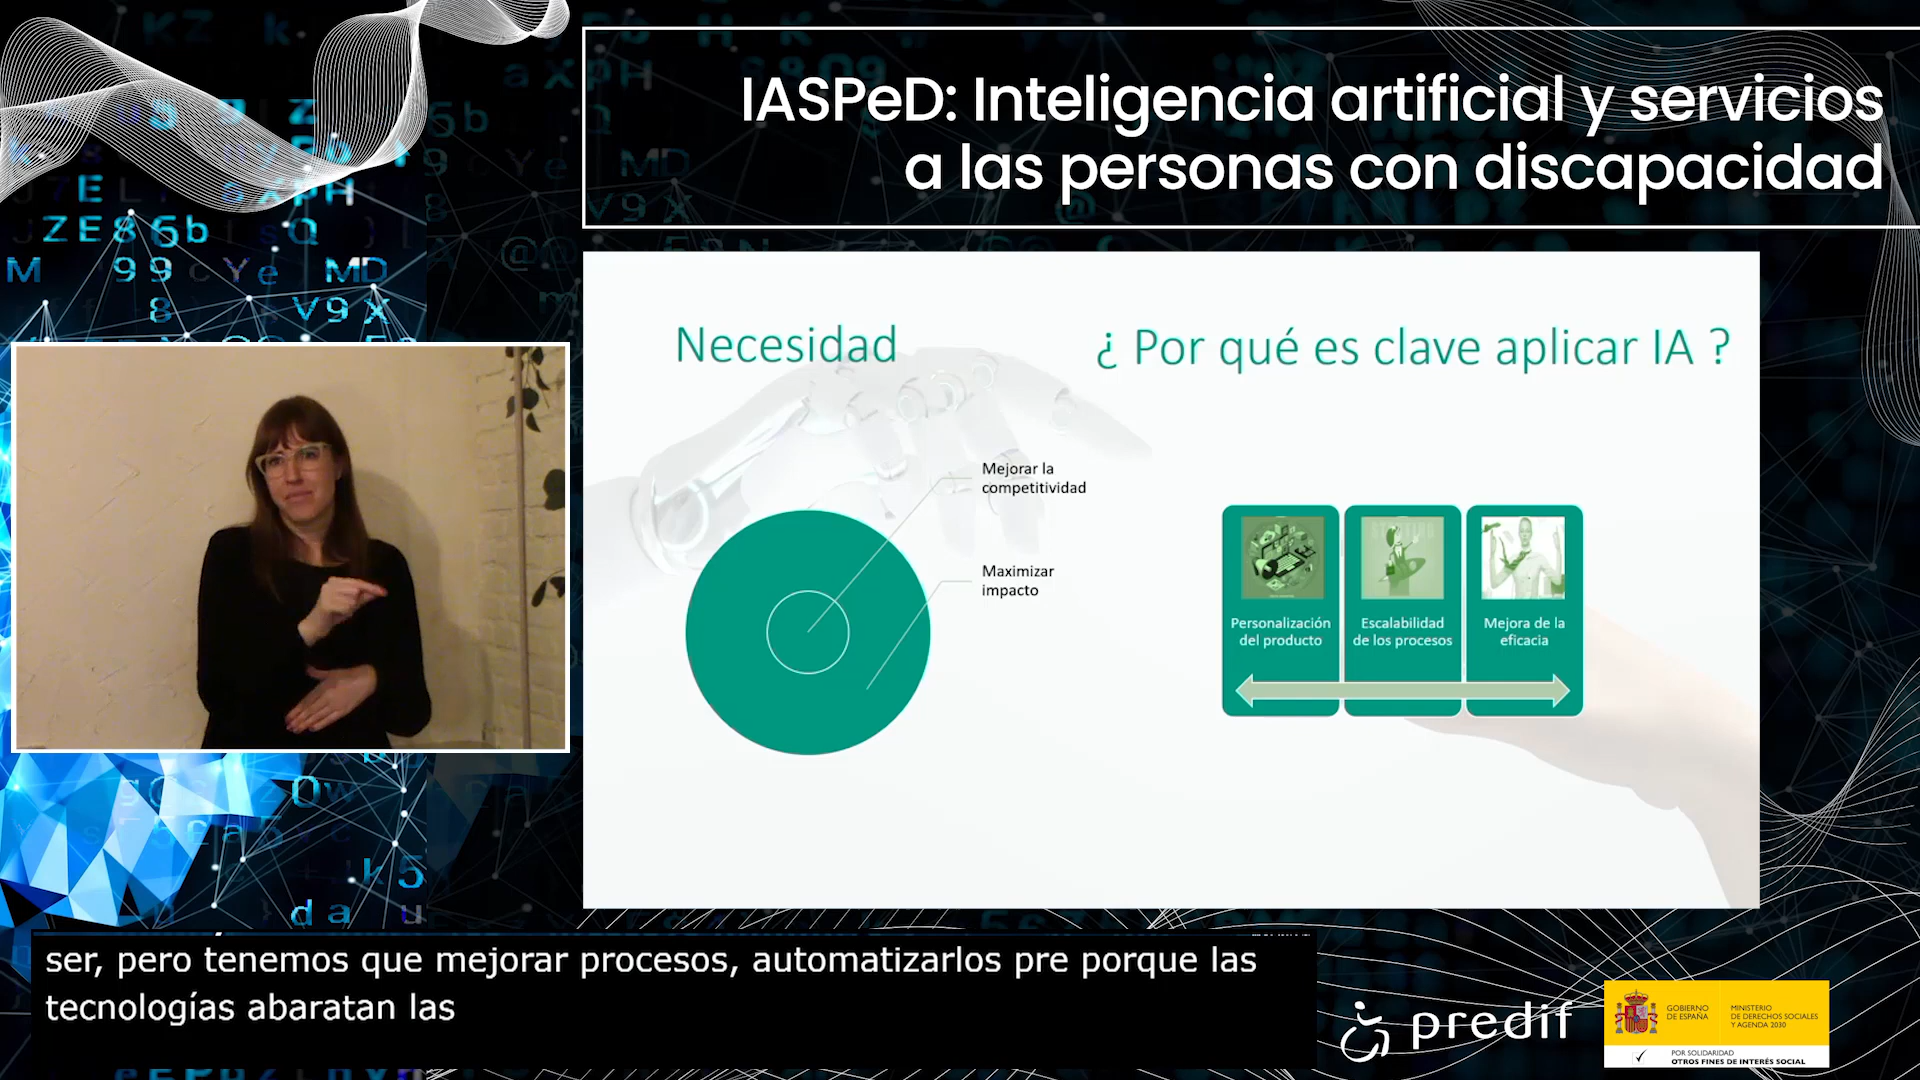 IASPeD: Inteligencia artificial y servicios
a las personas con discapacidad
Necesidad
¿ Por qué es clave aplicar IA ?
Mejorar la
competitividad
Maximizar
impacto
Personalización
del producto
Escalabilidad
de los procesos
Mejora de la
eficacia
ser, pero tenemos que mejorar procesos, automatizarlos pre porque las
tecnologías abaratan las
predif
GOBIERNO
DE ESPAÑA
MINISTERIO
DE DERECHOS SOCIALES
Y AGENDA 2030
POR SOLIDARIDAD
OTROS FINES DE INTERÉS SOCIAL